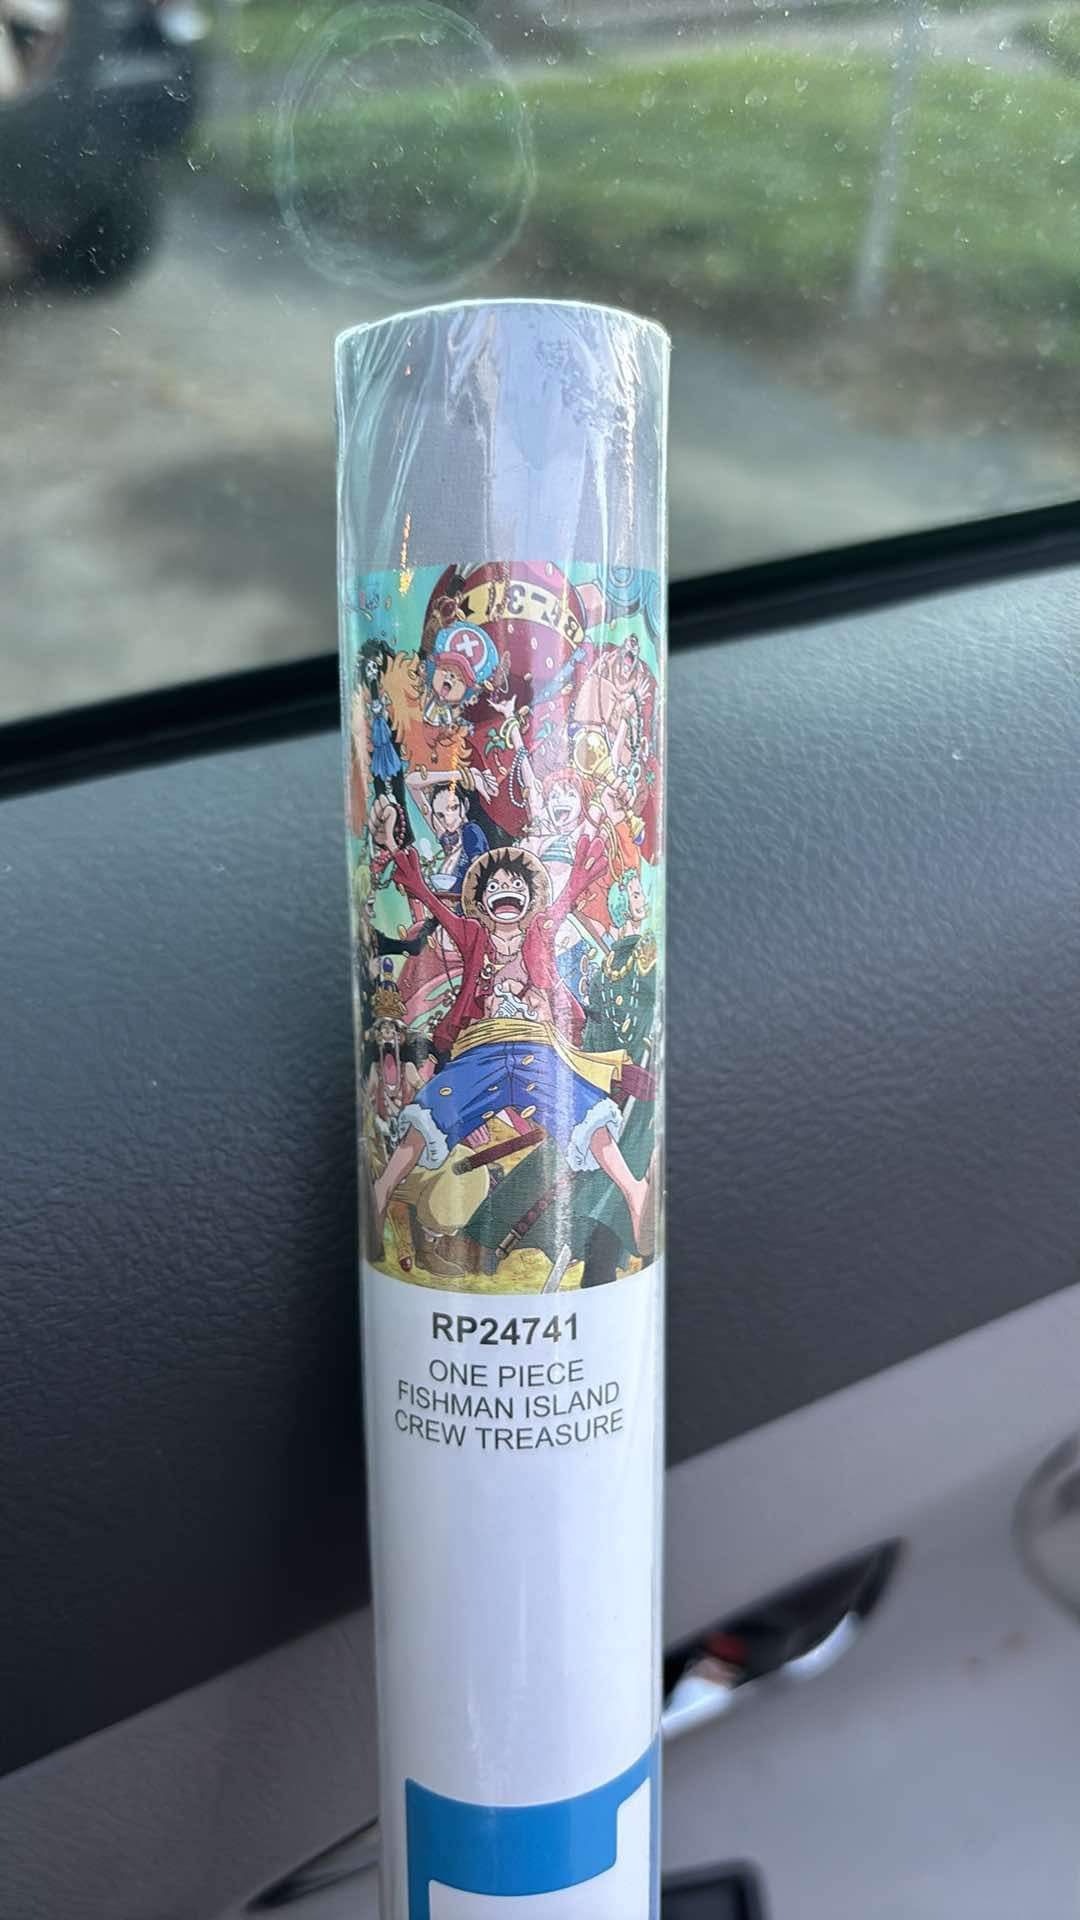 RP24741
ONE PIECE
FISHMAN ISLAND
CREW TREASURE